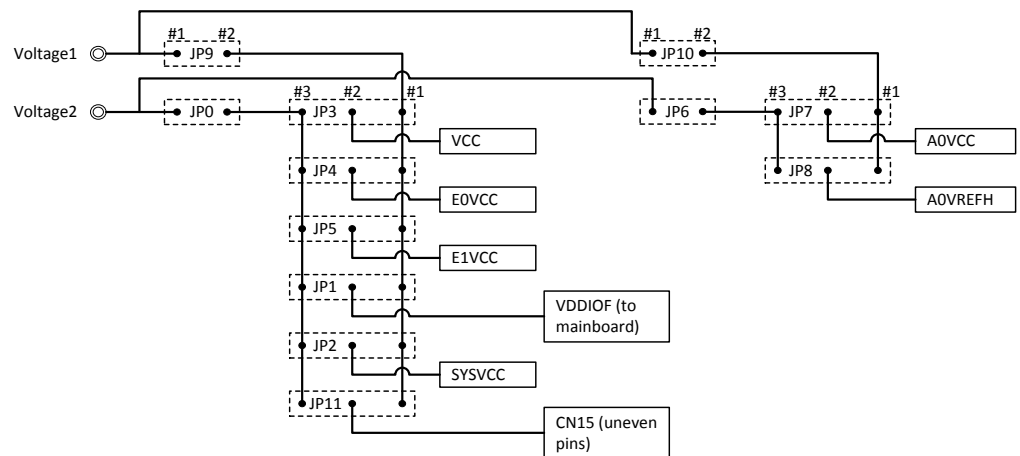 #1 #2 #1 #2
Voltage1 JP9 JP10
#3 #2 #1 #3 #2 #1
Voltage2 JP0 JP3 JP6 JP7
VCC A0VCC
JP4 JP8
E0VCC A0VREFH
JP5
E1VCC
JP1
VDDIOF (to
mainboard)
JP2
SYSVCC
JP11
CN15 (uneven
pins)